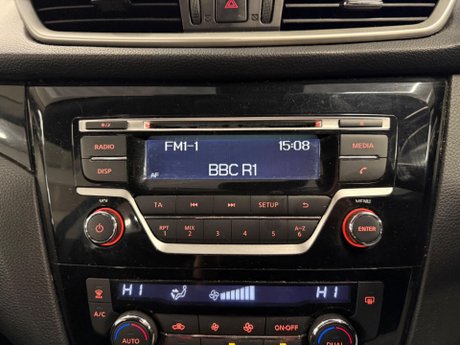 FM1-1 15:08
RADIO MEDIA
BBC R1
DISP
AF
TA SETUP
RPT MIX A-Z
1 2 3 4 5 6
ENTER
HI HI
A/C
AUTO ON·OFF DUAL